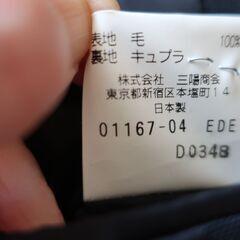 表地 毛 100%
裏地 キュプラ
株式会社 三陽商会
東京都新宿区本塩町14
日本製
01167-04 EDE
D034